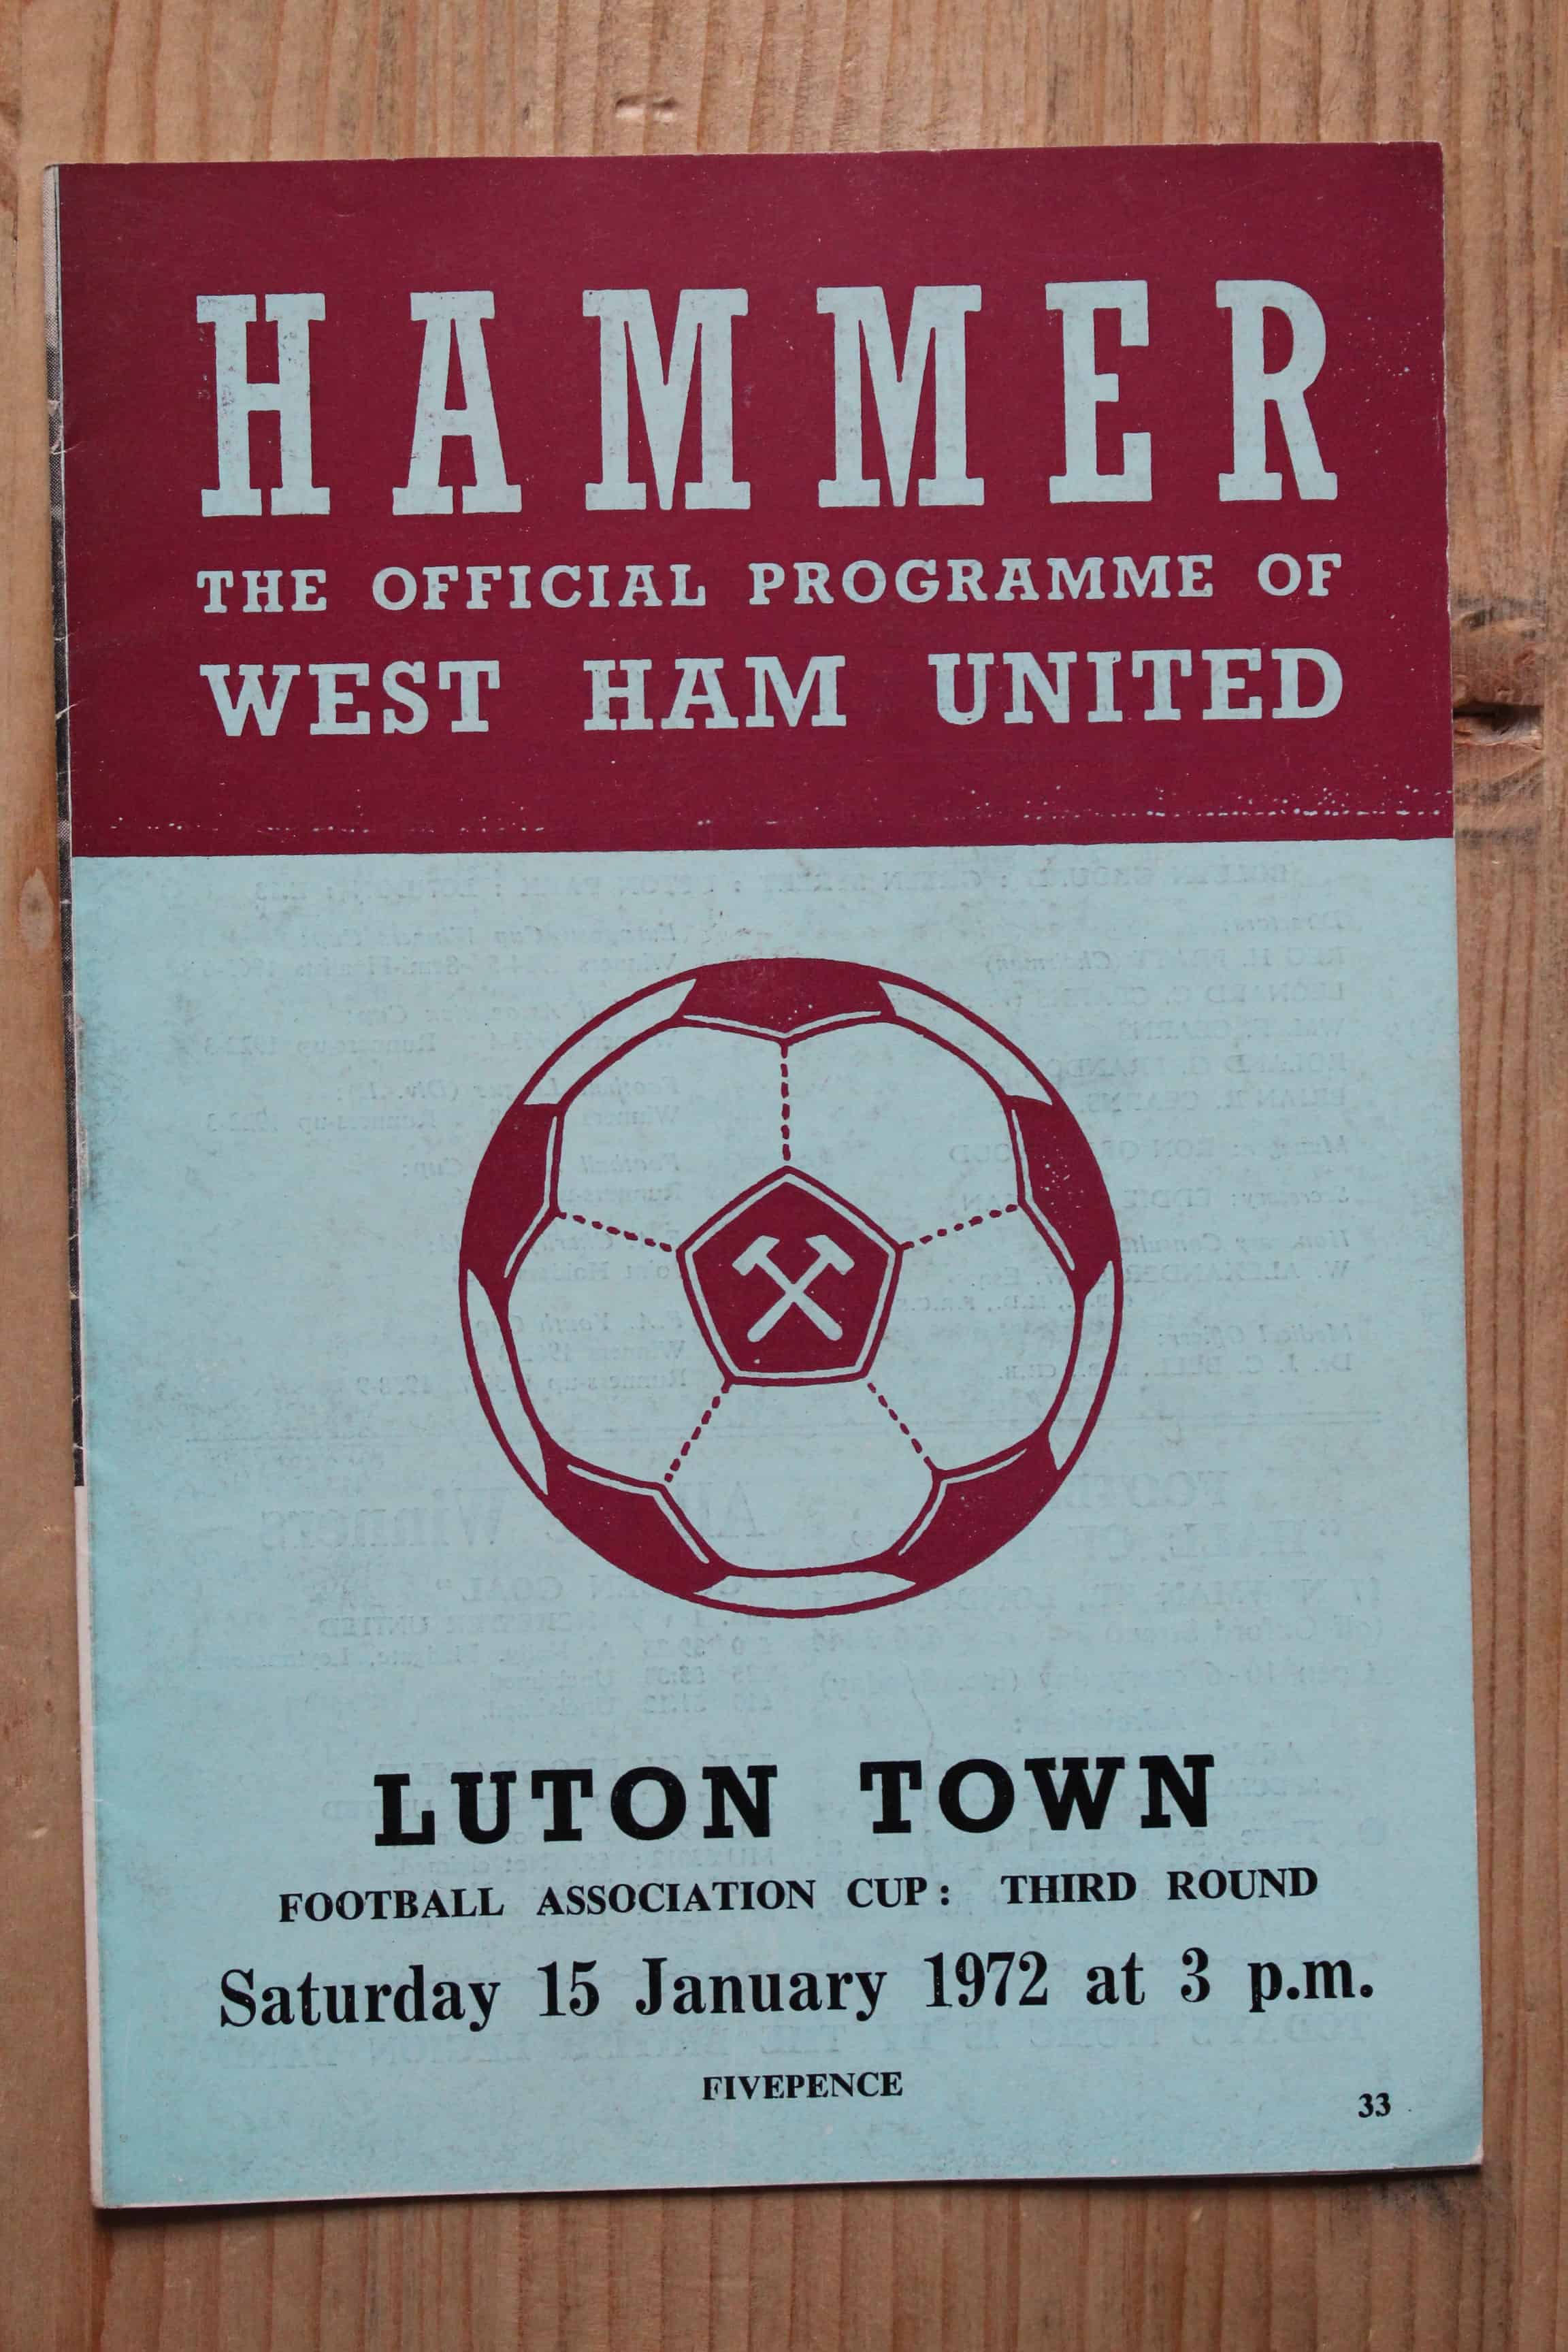 HAMMER
THE OFFICIAL PROGRAMME OF
WEST HAM UNITED
LUTON TOWN
FOOTBALL ASSOCIATION CUP: THIRD ROUND
Saturday 15 January 1972 at 3 p.m.
FIVEPENCE
33